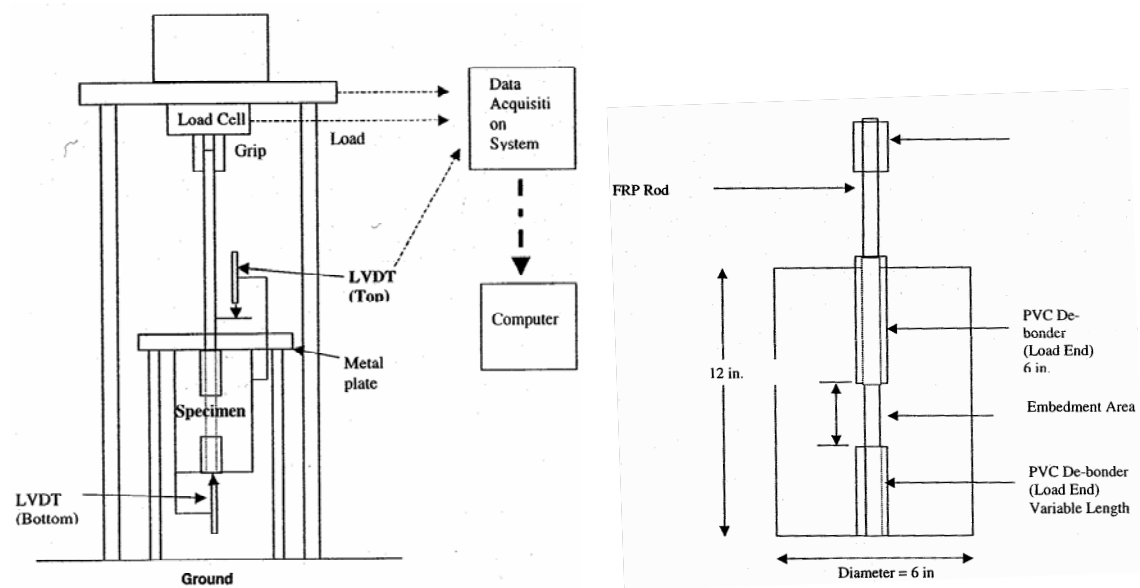 Data
Acquisiti
on
System
Load Cell
Load
Grip
LVDT
(Top)
Computer
Metal
plate
Specimen
LVDT
(Bottom)
Ground
FRP Rod
12 in.
PVC De-
bonder
(Load End)
6 in.
Embedment Area
PVC De-bonder
(Load End)
Variable Length
Diameter = 6 in